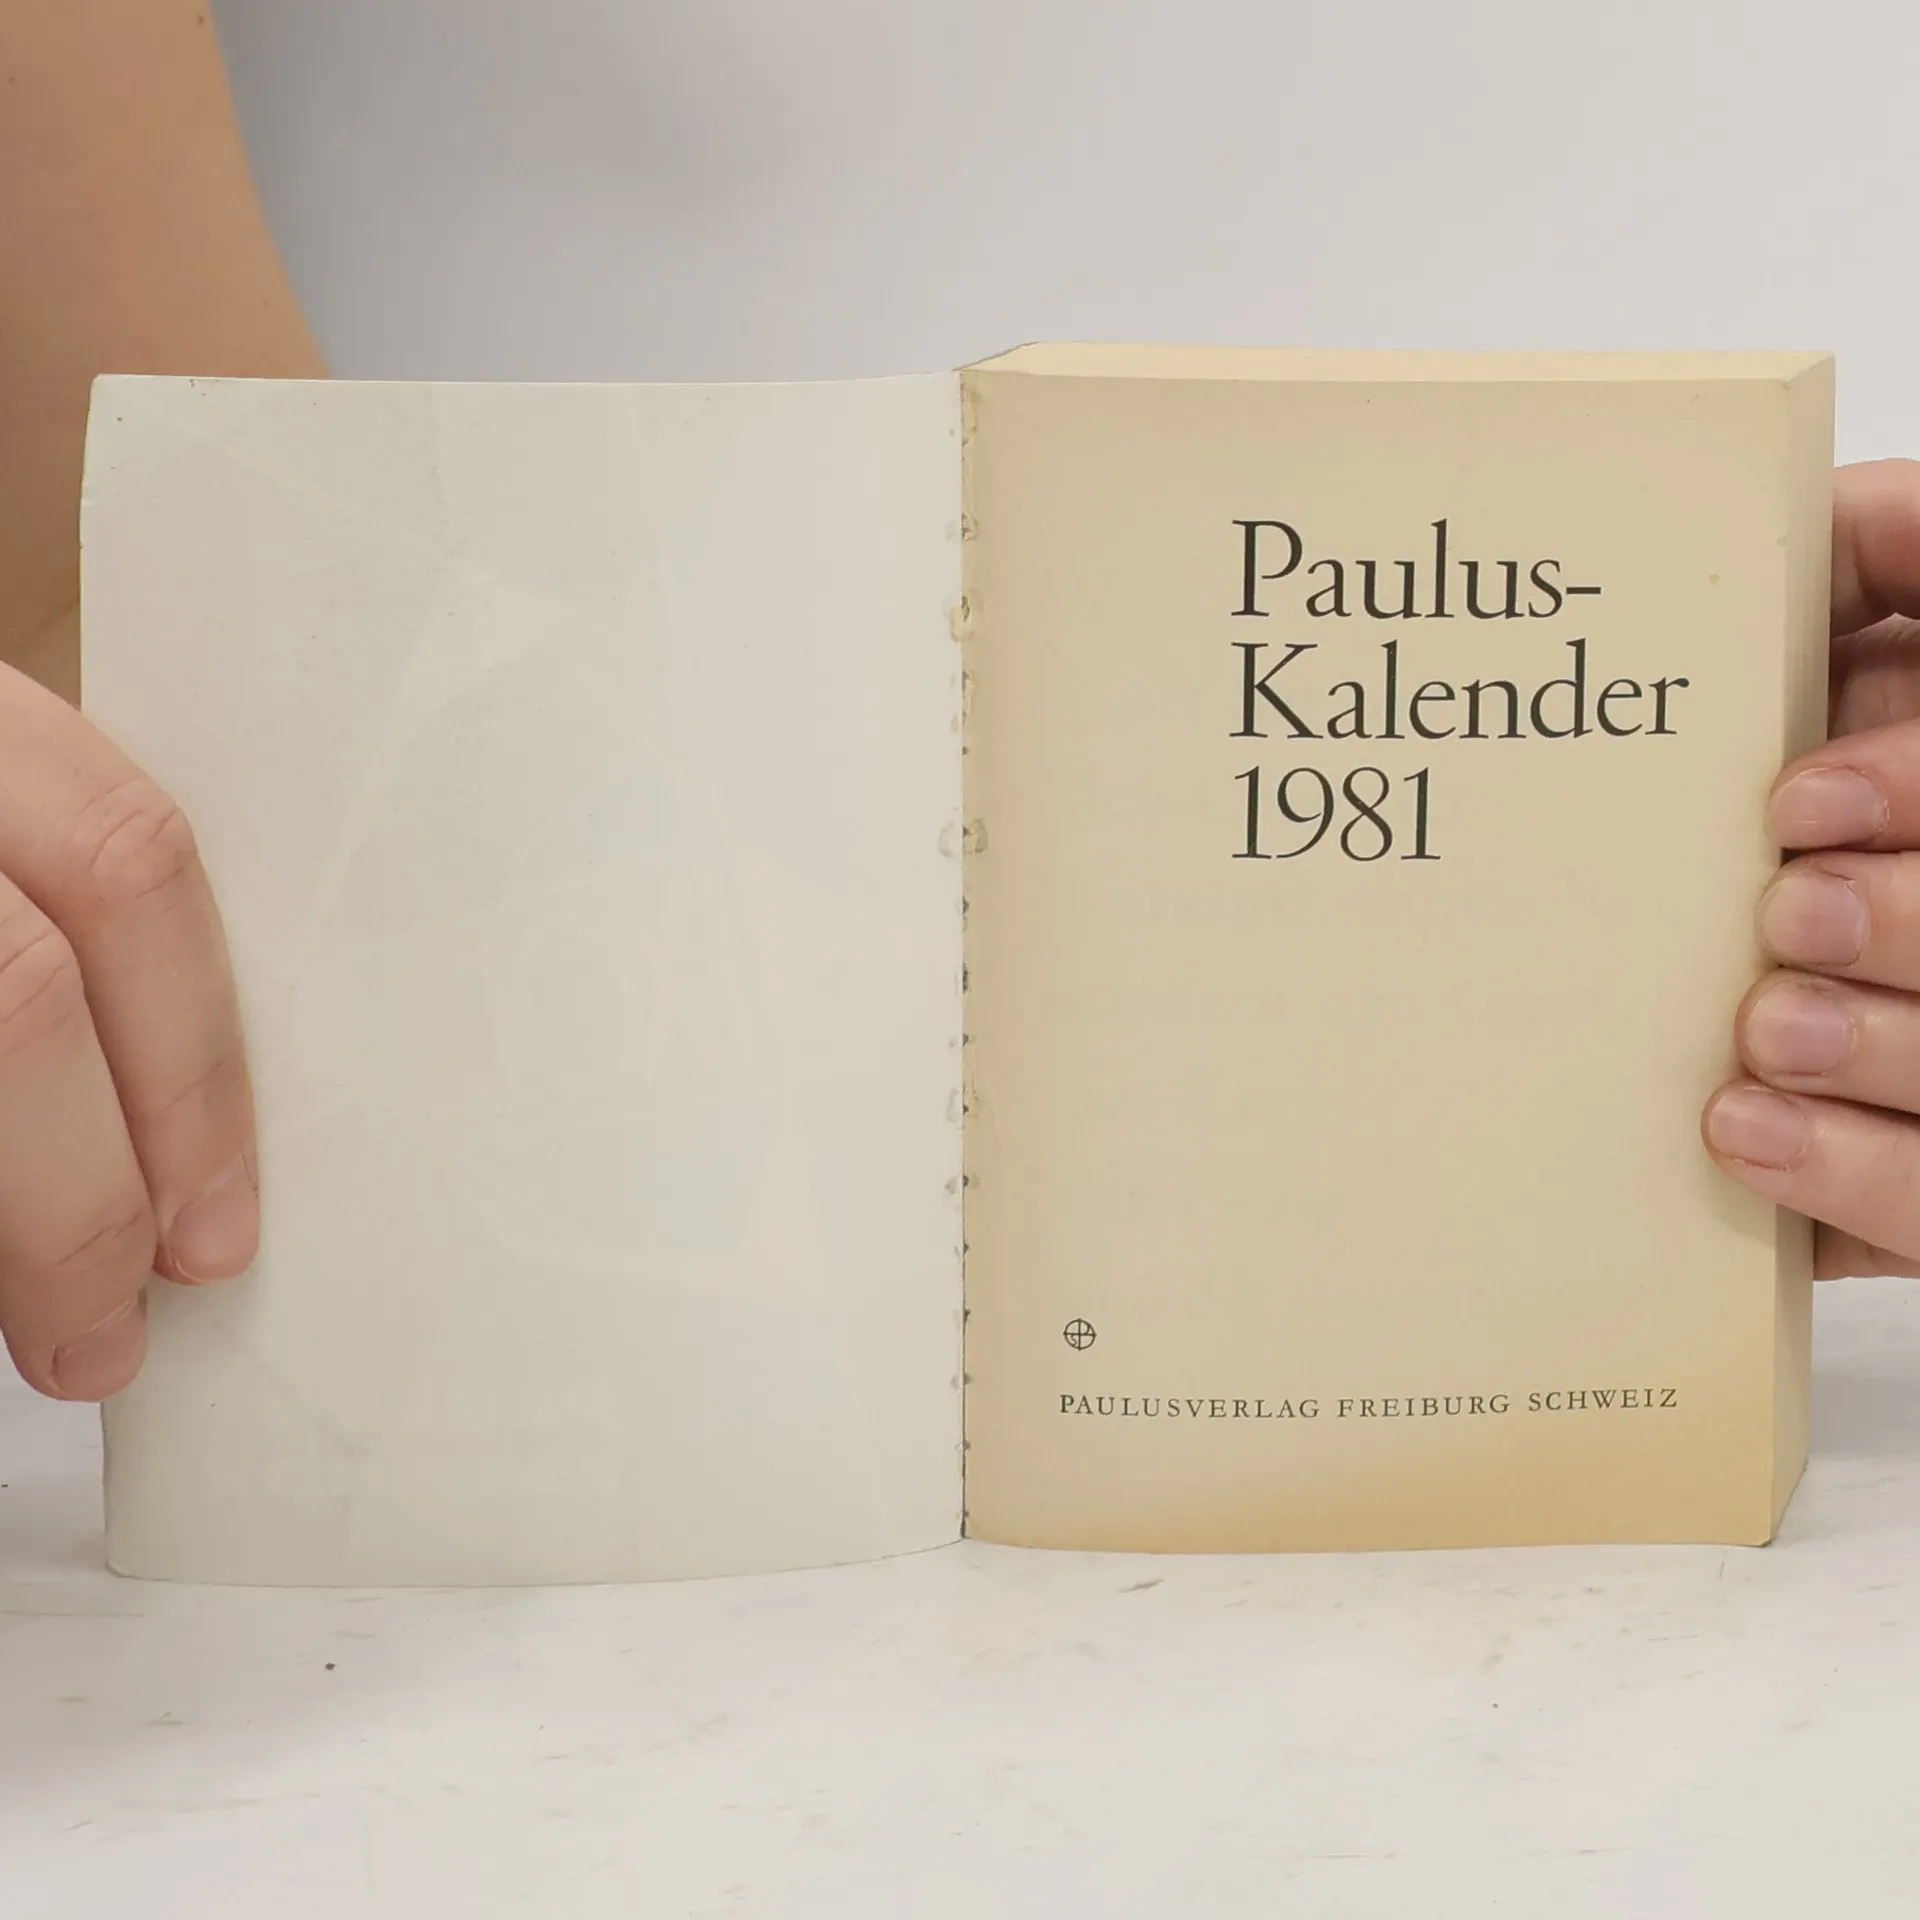 Paulus-
Kalender
1981
PAULUSVERLAG FREIBURG SCHWEIZ